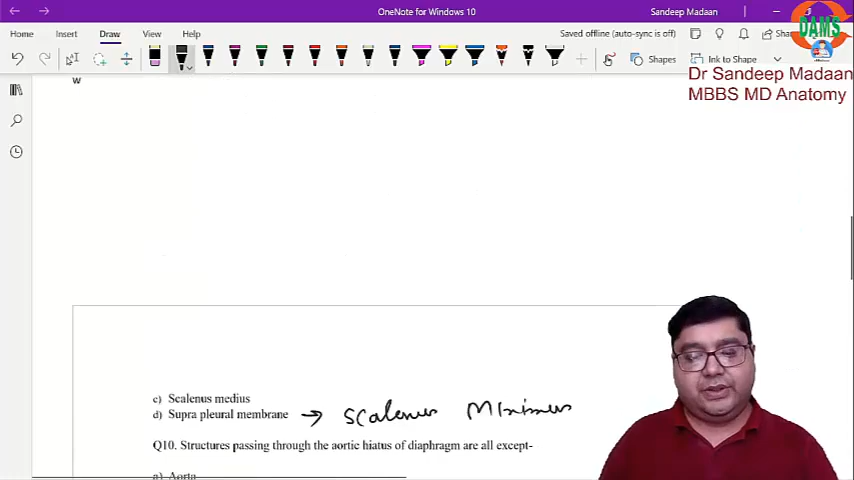 OneNote for Windows 10
Sandeep Madaan
Home Insert Draw View Help
Saved offline (auto-sync is off)
Share
DAMS
Shapes
Ink to Shape
Dr Sandeep Madaan
MBBS MD Anatomy
w
c) Scalenus medius
d) Supra pleural membrane → Scalenus Minimus
Q10. Structures passing through the aortic hiatus of diaphragm are all except-
a) Aorta